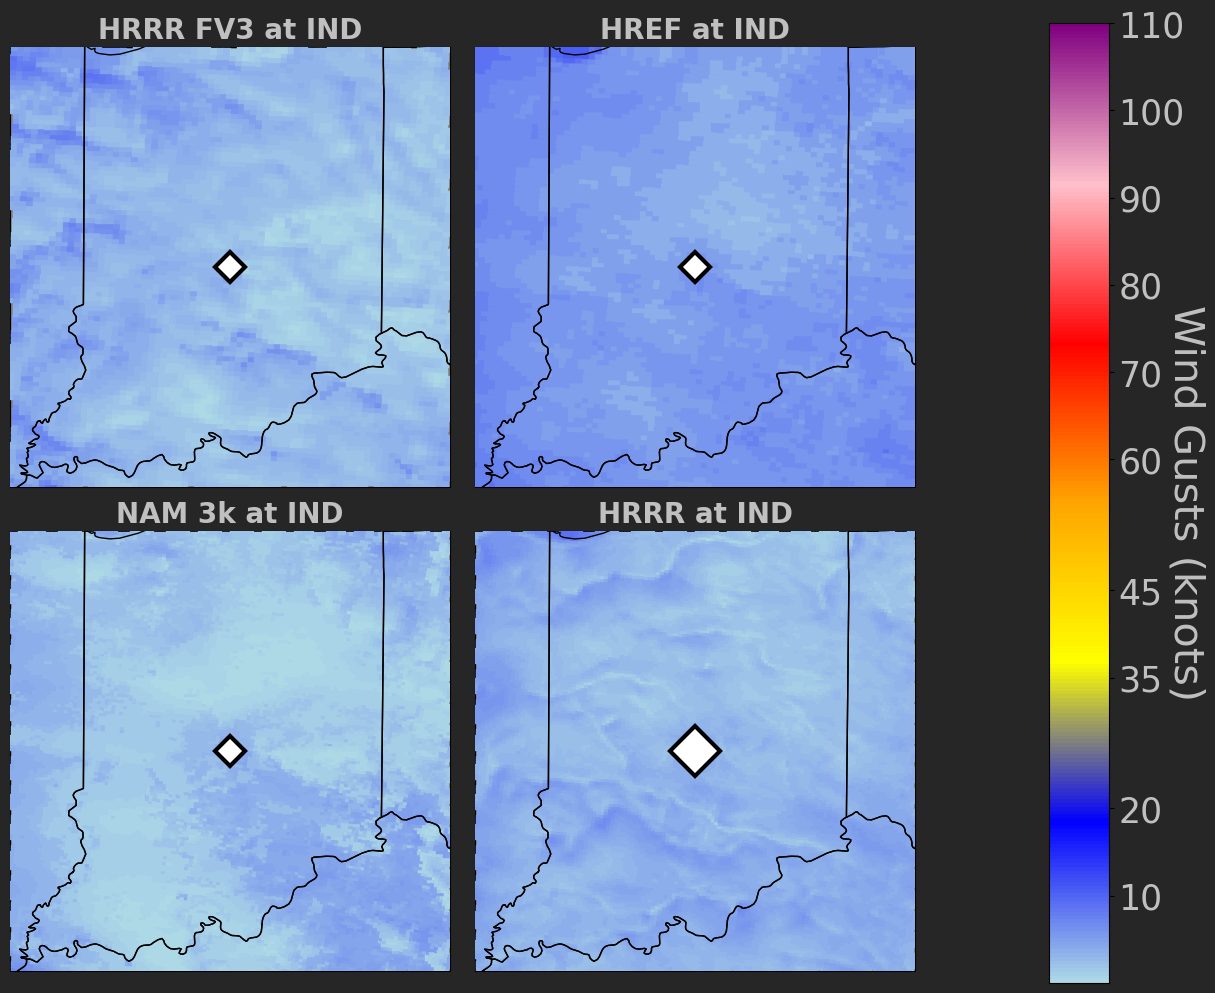 HRRR FV3 at IND
HREF at IND
NAM 3k at IND
HRRR at IND
110
100
90
80
70
60
45
35
20
10
Wind Gusts (knots)